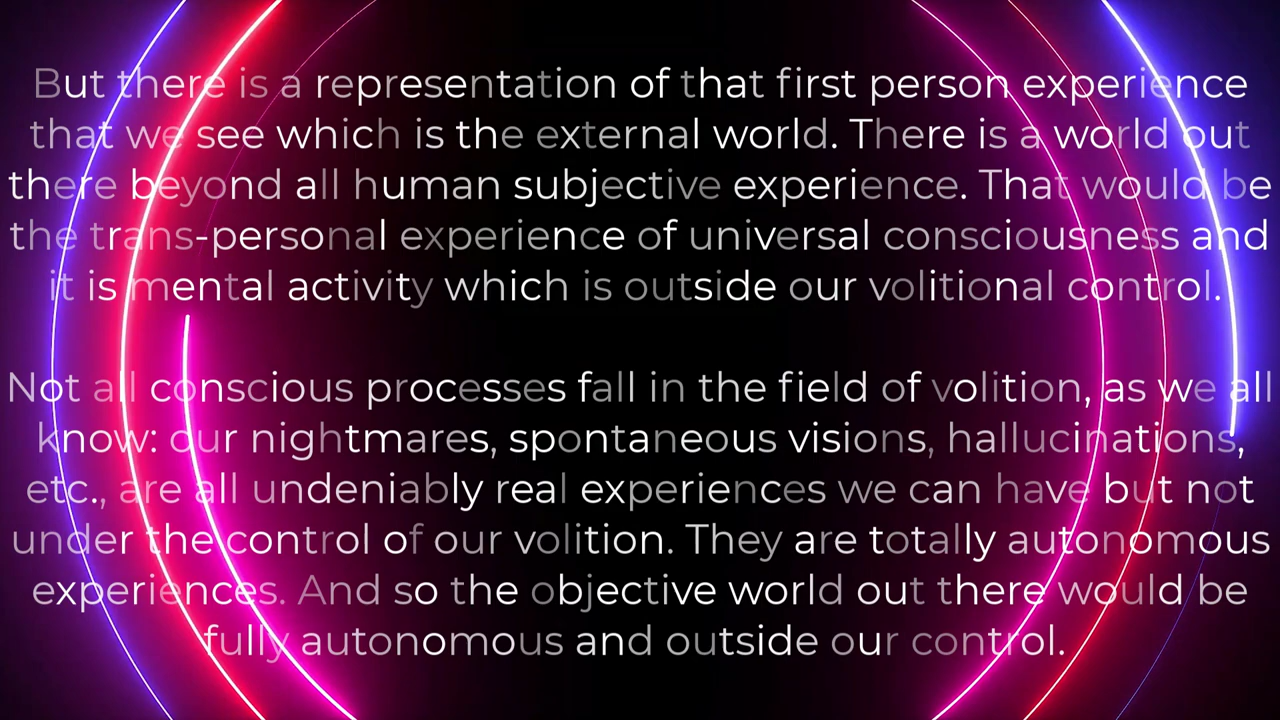 But there is a representation of that first person experience
that we see which is the external world. There is a world out
there beyond all human subjective experience. That would be
the trans-personal experience of universal consciousness and
it is mental activity which is outside our volitional control.
Not all conscious processes fall in the field of volition, as we all
know: our nightmares, spontaneous visions, hallucinations,
etc., are all undeniably real experiences we can have but not
under the control of our volition. They are totally autonomous
experiences. And so the objective world out there would be
fully autonomous and outside our control.